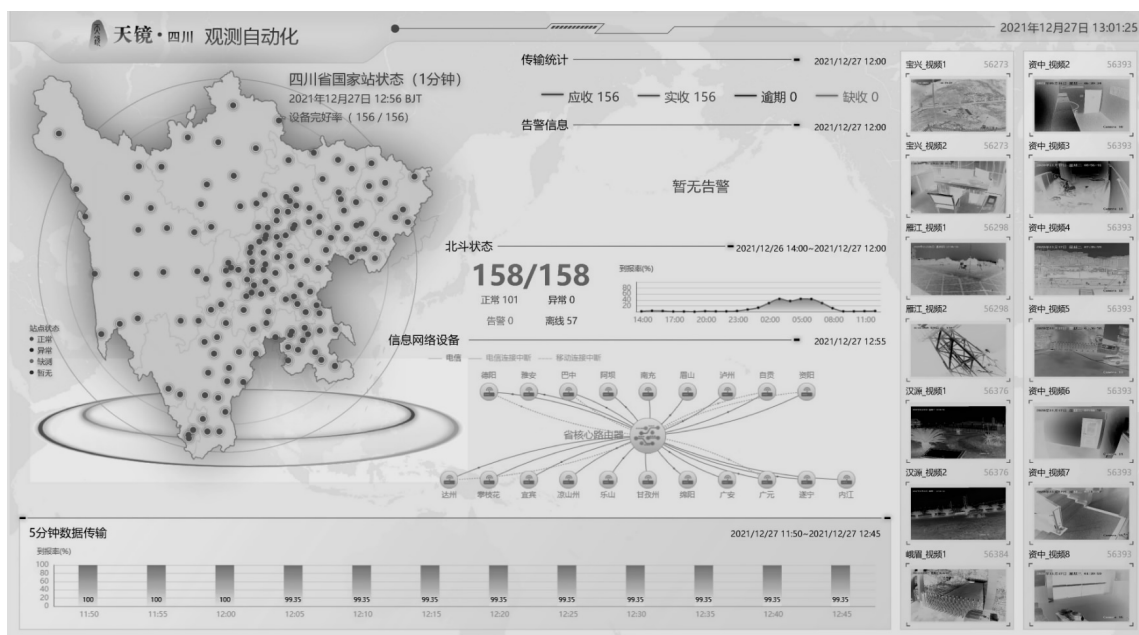 天镜·四川 观测自动化
2021年12月27日 13:01:25
四川省国家站状态（1分钟）
2021年12月27日 12:56 BJT
设备完好率（ 156 / 156）
站点状态
正常
异常
缺测
暂无
传输统计
2021/12/27 12:00
应收 156
实收 156
逾期 0
缺收 0
告警信息
2021/12/27 12:00
暂无告警
北斗状态
2021/12/26 14:00~2021/12/27 12:00
158/158
正常 101
异常 0
告警 0
离线 57
到报率(%)
80
60
40
20
14:00 17:00 20:00 23:00 02:00 05:00 08:00 11:00
信息网络设备
2021/12/27 12:55
电信
电信连接中断
移动连接中断
德阳 雅安 巴中 阿坝 南充 眉山 泸州 自贡 资阳
省核心路由器
达州 攀枝花 宜宾 凉山州 乐山 甘孜州 绵阳 广安 广元 遂宁 内江
5分钟数据传输
2021/12/27 11:50~2021/12/27 12:45
到报率(%)
100
80
60
40
20
0
100 100 100 99.35 99.35 99.35 99.35 99.35 99.35 99.35 99.35 99.35
11:50 11:55 12:00 12:05 12:10 12:15 12:20 12:25 12:30 12:35 12:40 12:45
宝兴_视频1 56273
宝兴_视频2 56273
雁江_视频1 56298
雁江_视频2 56298
汉源_视频1 56376
汉源_视频2 56376
峨眉_视频1 56384
资中_视频2 56393
资中_视频3 56393
资中_视频4 56393
资中_视频5 56393
资中_视频6 56393
资中_视频7 56393
资中_视频8 56393